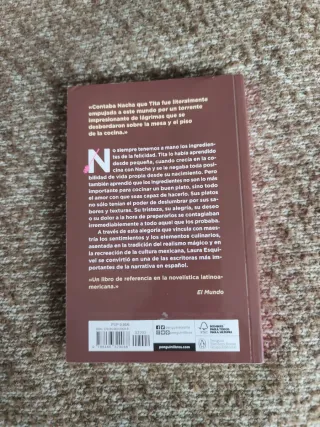 «Contaba Nacha que Tita fue literalmente
empujada a este mundo por un torrente
impresionante de lágrimas que se
desbordaron sobre la mesa y el piso
de la cocina.»
No siempre tenemos a mano los ingredien-
tes de la felicidad. Tita lo había aprendido
desde pequeña, cuando crecía en la co-
cina con Nacha y se le negaba toda posi-
bilidad de vida propia desde su nacimiento. Pero
también aprendió que los ingredientes no son lo más
importante para cocinar un buen plato, sino todo
el amor con que seas capaz de hacerlo. Sus platos
no sólo tenían el poder de deslumbrar por sus sa-
bores y texturas. Su tristeza, su alegría, su deseo
o su dolor a la hora de prepararlos se contagiaban
irremediablemente a todo aquel que los probaba.
A través de esta alegoría que vincula con maes-
tría los sentimientos y los elementos culinarios,
asentada en la tradición del realismo mágico y en
la recreación de la cultura mexicana, Laura Esqui-
vel se convirtió en una de las escritoras más im-
portantes de la narrativa en español.
«Un libro de referencia en la novelística latinoa-
mericana.»
El Mundo
penguinlibros.com
FSC
Penguin